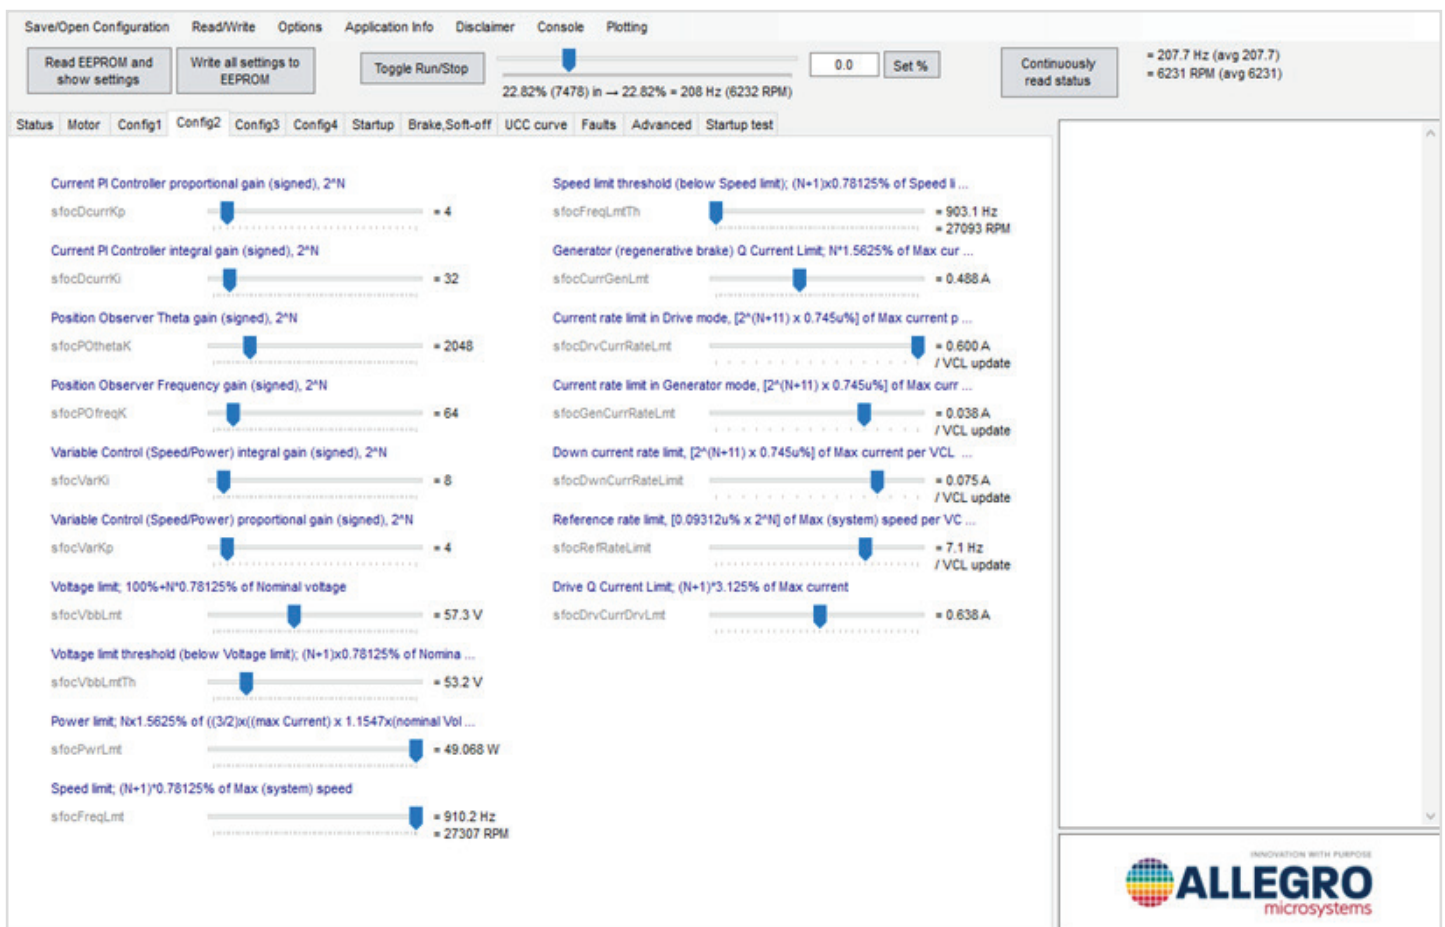 Save/Open Configuration Read/Write Options Application Info Disclaimer Console Plotting
Read EEPROM and
show settings
Write all settings to
EEPROM
Toggle Run/Stop
22.82% (7478) in → 22.82% = 208 Hz (6232 RPM)
0.0
Set %
Continuously
read status
= 207.7 Hz (avg 207.7)
= 6231 RPM (avg 6231)
Status Motor Config1 Config2 Config3 Config4 Startup Brake,Soft-off UCC curve Faults Advanced Startup test
Current PI Controller proportional gain (signed), 2^N
sfocDcurrKp = 4
Current PI Controller integral gain (signed), 2^N
sfocDcurrKi = 32
Position Observer Theta gain (signed), 2^N
sfocPOthetaK = 2048
Position Observer Frequency gain (signed), 2^N
sfocPOfreqK = 64
Variable Control (Speed/Power) integral gain (signed), 2^N
sfocVarKi = 8
Variable Control (Speed/Power) proportional gain (signed), 2^N
sfocVarKp = 4
Voltage limit; 100%+N*0.78125% of Nominal voltage
sfocVbbLmt = 57.3 V
Voltage limit threshold (below Voltage limit); (N+1)x0.78125% of Nomina ...
sfocVbbLmtTh = 53.2 V
Power limit; Nx1.5625% of ((3/2)x((max Current) x 1.1547x(nominal Vol ...
sfocPwrLmt = 49.068 W
Speed limit; (N+1)*0.78125% of Max (system) speed
sfocFreqLmt = 910.2 Hz
= 27307 RPM
Speed limit threshold (below Speed limit); (N+1)x0.78125% of Speed li ...
sfocFreqLmtTh = 903.1 Hz
= 27093 RPM
Generator (regenerative brake) Q Current Limit; N*1.5625% of Max cur ...
sfocCurrGenLmt = 0.488 A
Current rate limit in Drive mode, [2^(N+11) x 0.745u%] of Max current p ...
sfocDrvCurrRateLmt = 0.600 A
/ VCL update
Current rate limit in Generator mode, [2^(N+11) x 0.745u%] of Max curr ...
sfocGenCurrRateLmt = 0.038 A
/ VCL update
Down current rate limit, [2^(N+11) x 0.745u%] of Max current per VCL ...
sfocDwnCurrRateLimit = 0.075 A
/ VCL update
Reference rate limit, [0.09312u% x 2^N] of Max (system) speed per VC ...
sfocRefRateLimit = 7.1 Hz
/ VCL update
Drive Q Current Limit; (N+1)*3.125% of Max current
sfocDrvCurrDrvLmt = 0.638 A
INNOVATION WITH PURPOSE
ALLEGRO
microsystems